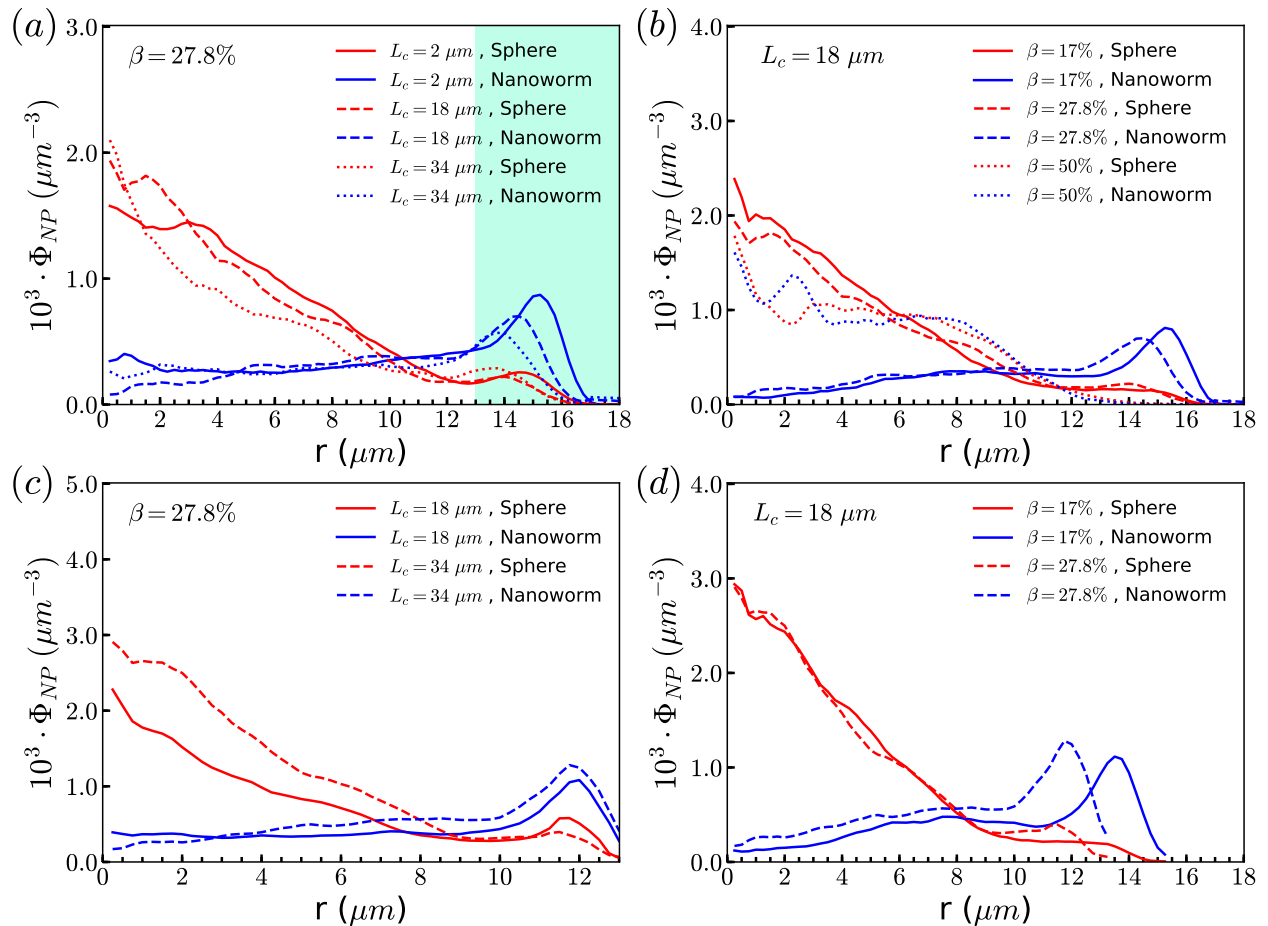 (a)
β = 27.8%
L_c = 2 μm , Sphere
L_c = 2 μm , Nanoworm
L_c = 18 μm , Sphere
L_c = 18 μm , Nanoworm
L_c = 34 μm , Sphere
L_c = 34 μm , Nanoworm
3.0
2.0
1.0
0.0
10³ · Φ_NP (μm⁻³)
0 2 4 6 8 10 12 14 16 18
r (μm)
(b)
L_c = 18 μm
β = 17% , Sphere
β = 17% , Nanoworm
β = 27.8% , Sphere
β = 27.8% , Nanoworm
β = 50% , Sphere
β = 50% , Nanoworm
4.0
3.0
2.0
1.0
0.0
10³ · Φ_NP (μm⁻³)
0 2 4 6 8 10 12 14 16 18
r (μm)
(c)
β = 27.8%
L_c = 18 μm , Sphere
L_c = 18 μm , Nanoworm
L_c = 34 μm , Sphere
L_c = 34 μm , Nanoworm
5.0
4.0
3.0
2.0
1.0
0.0
10³ · Φ_NP (μm⁻³)
0 2 4 6 8 10 12
r (μm)
(d)
L_c = 18 μm
β = 17% , Sphere
β = 17% , Nanoworm
β = 27.8% , Sphere
β = 27.8% , Nanoworm
4.0
3.0
2.0
1.0
0.0
10³ · Φ_NP (μm⁻³)
0 2 4 6 8 10 12 14 16 18
r (μm)